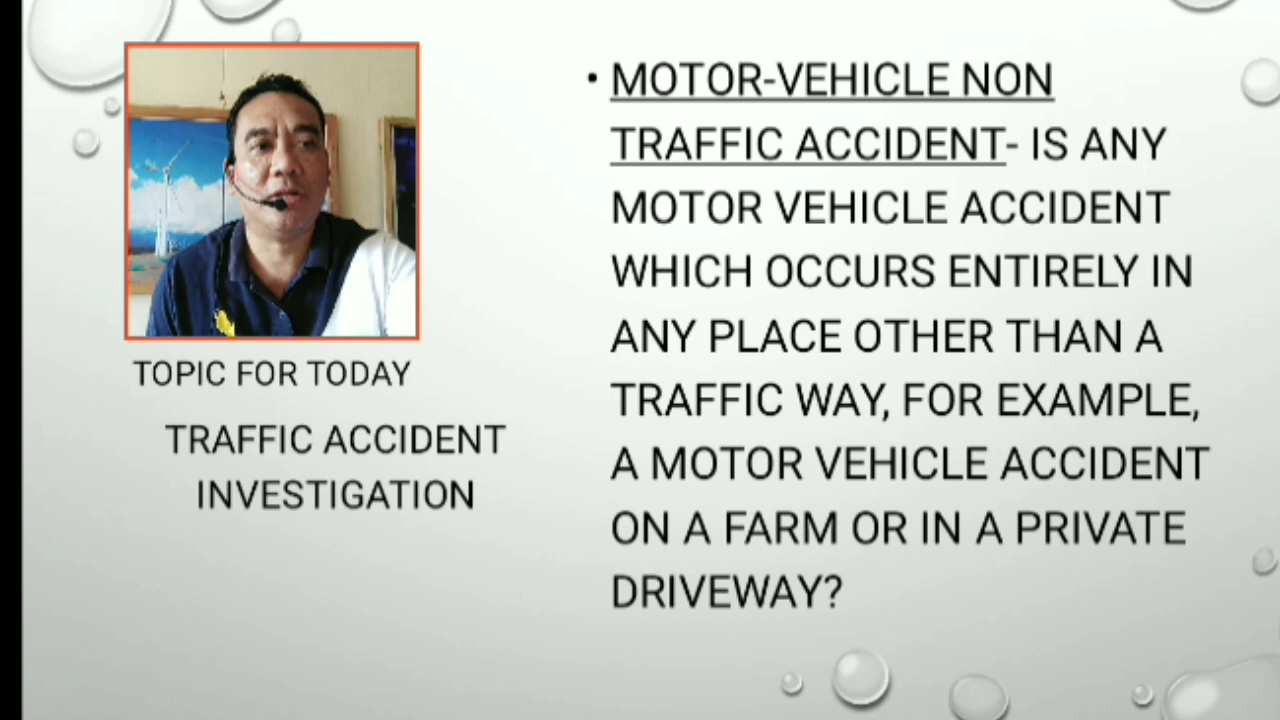 TOPIC FOR TODAY
TRAFFIC ACCIDENT
INVESTIGATION
• MOTOR-VEHICLE NON
TRAFFIC ACCIDENT- IS ANY
MOTOR VEHICLE ACCIDENT
WHICH OCCURS ENTIRELY IN
ANY PLACE OTHER THAN A
TRAFFIC WAY, FOR EXAMPLE,
A MOTOR VEHICLE ACCIDENT
ON A FARM OR IN A PRIVATE
DRIVEWAY?